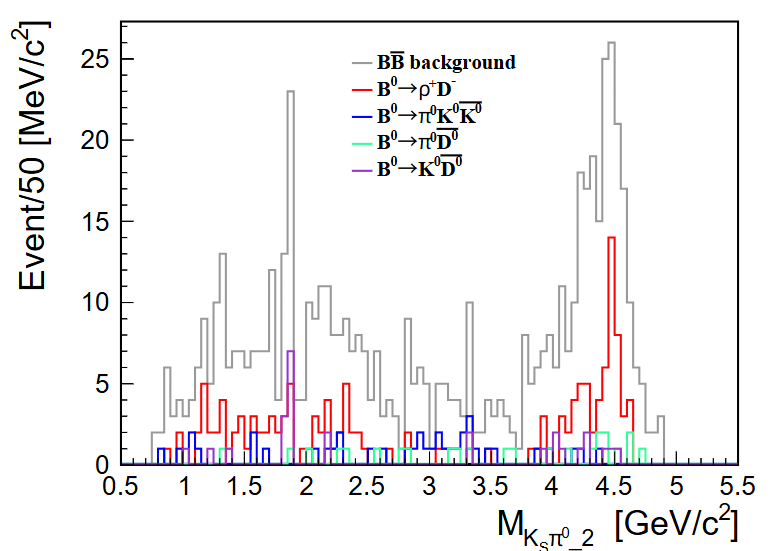 Event/50 [MeV/c²]
25
20
15
10
5
0
BB̅ background
B⁰→ρ⁺D⁻
B⁰→π⁰K⁰K̅⁰
B⁰→π⁰D̅⁰
B⁰→K⁰D̅⁰
0.5 1 1.5 2 2.5 3 3.5 4 4.5 5 5.5
M_{K_Sπ⁰_2} [GeV/c²]